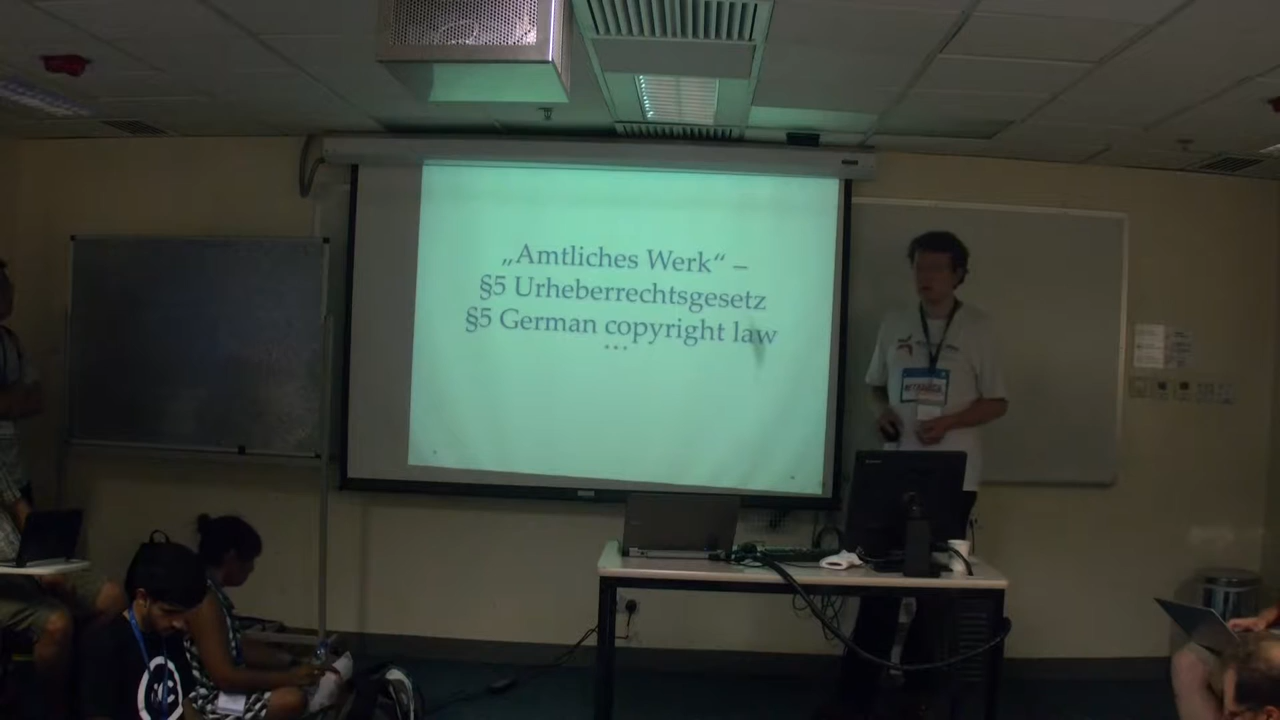 „Amtliches Werk“ –
§5 Urheberrechtsgesetz
§5 German copyright law
...